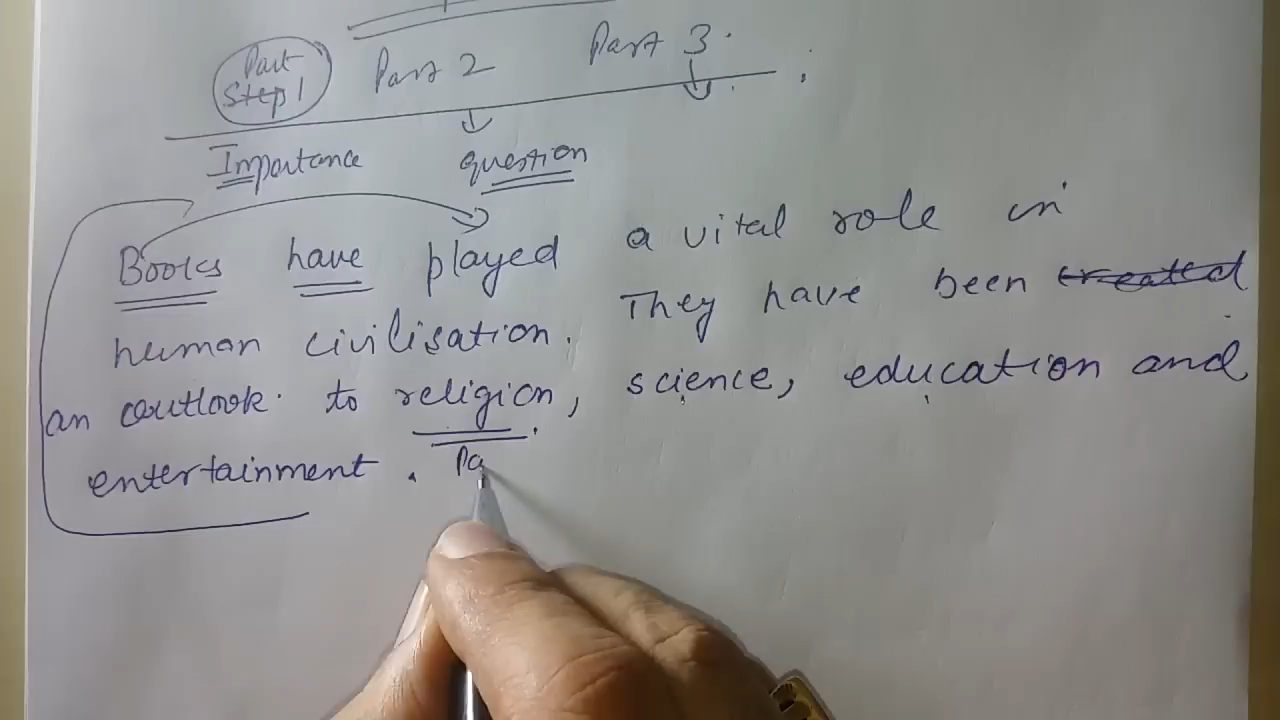 Part Part 2 Part 3.
Step 1
Importance question
Books have played a vital role in
human civilisation. They have been treated
an outlook to religion, science, education and
entertainment. Pa